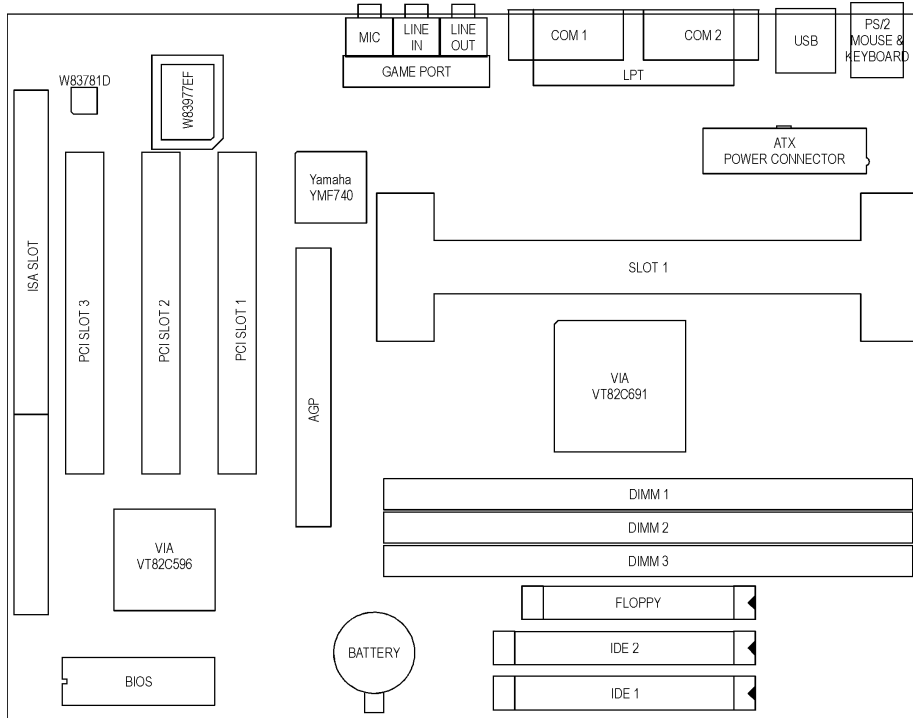 MIC
LINE
IN
LINE
OUT
GAME PORT
COM 1
COM 2
LPT
USB
PS/2
MOUSE &
KEYBOARD
W83781D
W83977EF
ATX
POWER CONNECTOR
Yamaha
YMF740
ISA SLOT
PCI SLOT 3
PCI SLOT 2
PCI SLOT 1
AGP
SLOT 1
VIA
VT82C691
DIMM 1
DIMM 2
DIMM 3
VIA
VT82C596
FLOPPY
BATTERY
IDE 2
BIOS
IDE 1